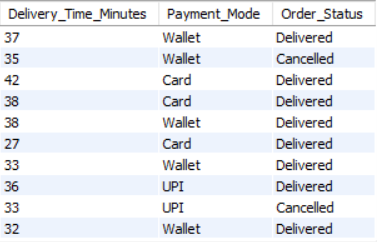 Delivery_Time_Minutes Payment_Mode Order_Status
37 Wallet Delivered
35 Wallet Cancelled
42 Card Delivered
38 Card Delivered
38 Wallet Delivered
27 Card Delivered
33 Wallet Delivered
36 UPI Delivered
33 UPI Cancelled
32 Wallet Delivered